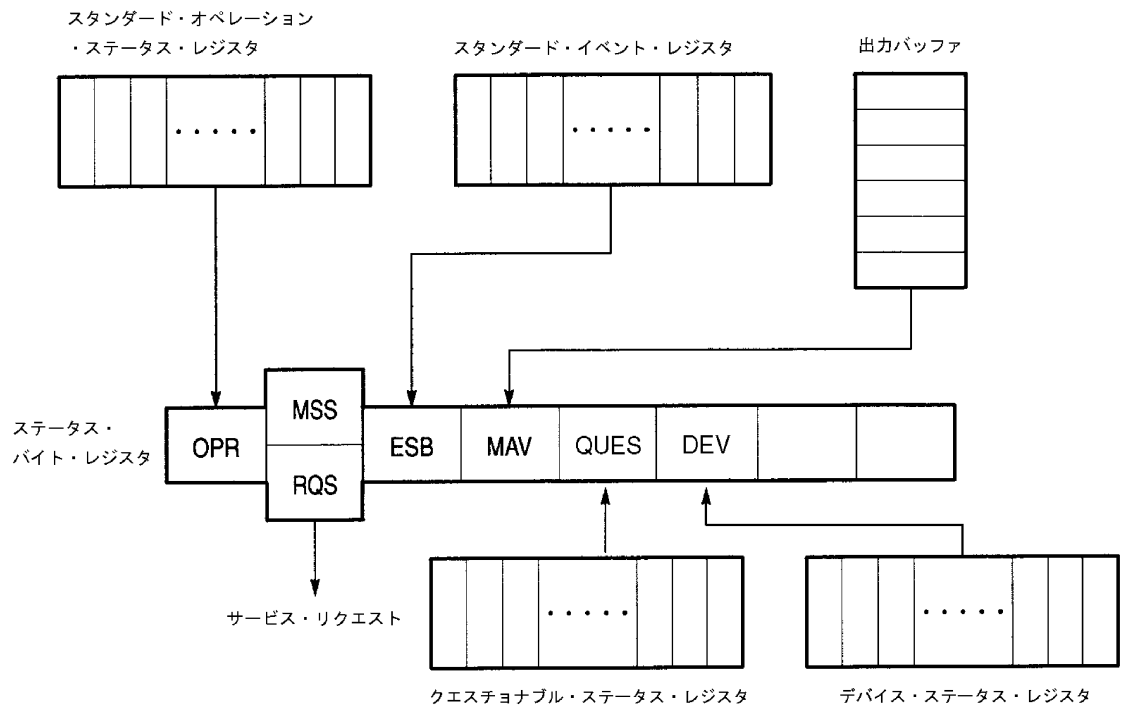 スタンダード・オペレーション
・ステータス・レジスタ
スタンダード・イベント・レジスタ
出力バッファ
・・・・・
・・・・・
ステータス・
バイト・レジスタ
OPR
MSS
RQS
ESB
MAV
QUES
DEV
サービス・リクエスト
・・・・・
・・・・・
クエスチョナブル・ステータス・レジスタ
デバイス・ステータス・レジスタ